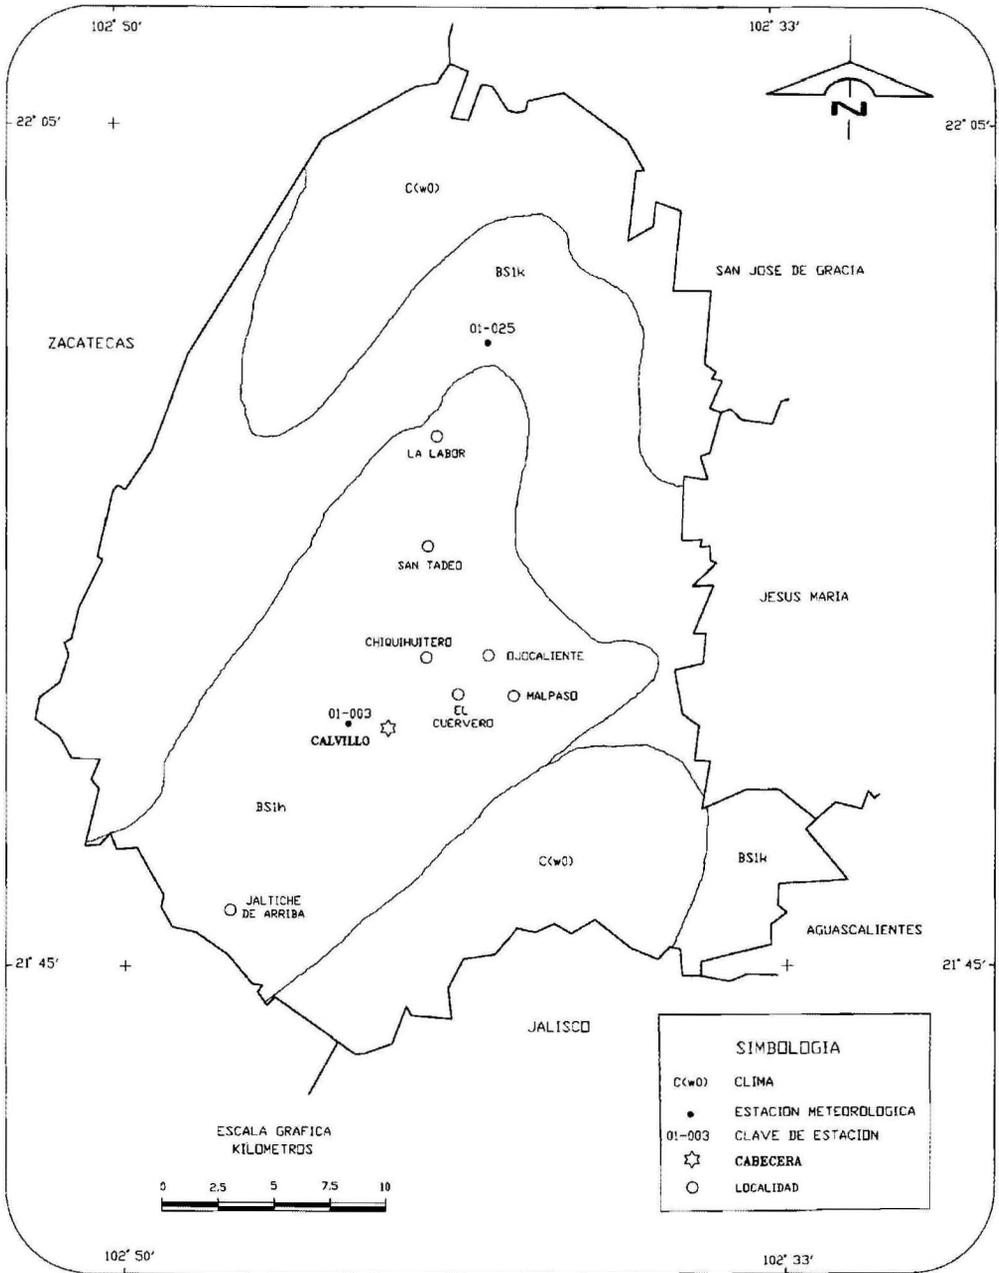 102° 50′
102° 33′
N
22° 05′
22° 05′
C(w0)
SAN JOSE DE GRACIA
BS1k
01-025
ZACATECAS
LA LABOR
SAN TADEO
JESUS MARIA
CHIQUIHUITERO
OJOCALIENTE
MALPASO
EL
CUERVERO
01-003
CALVILLO
BS1h
C(w0)
BS1k
JALTICHE
DE ARRIBA
AGUASCALIENTES
21° 45′
21° 45′
JALISCO
SIMBOLOGIA
C(w0) CLIMA
ESTACION METEOROLOGICA
01-003 CLAVE DE ESTACION
CABECERA
LOCALIDAD
ESCALA GRAFICA
KILOMETROS
0 2.5 5 7.5 10
102° 50′
102° 33′